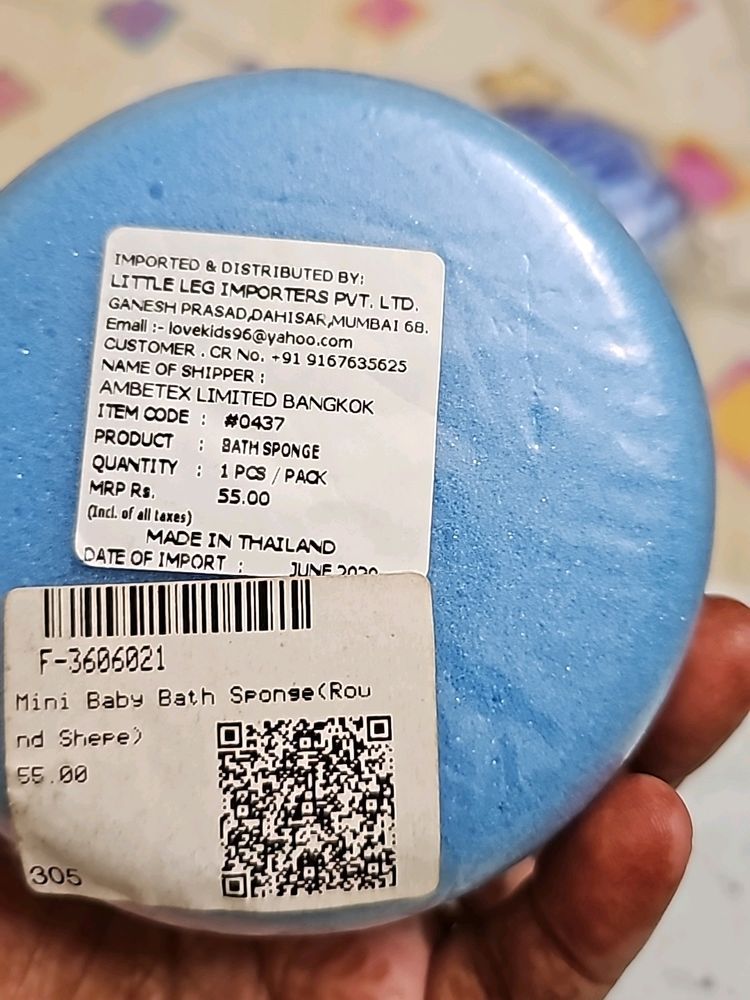 IMPORTED & DISTRIBUTED BY:
LITTLE LEG IMPORTERS PVT. LTD.
GANESH PRASAD,DAHISAR,MUMBAI 68.
Email :- lovekids96@yahoo.com
CUSTOMER . CR No. +91 9167635625
NAME OF SHIPPER :
AMBETEX LIMITED BANGKOK
ITEM CODE : #0437
PRODUCT : BATH SPONGE
QUANTITY : 1 PCS / PACK
MRP Rs. 55.00
(Incl. of all taxes)
MADE IN THAILAND
DATE OF IMPORT : JUNE 2020
F-3606021
Mini Baby Bath Sponge(Rou
nd Shepe)
55.00
305